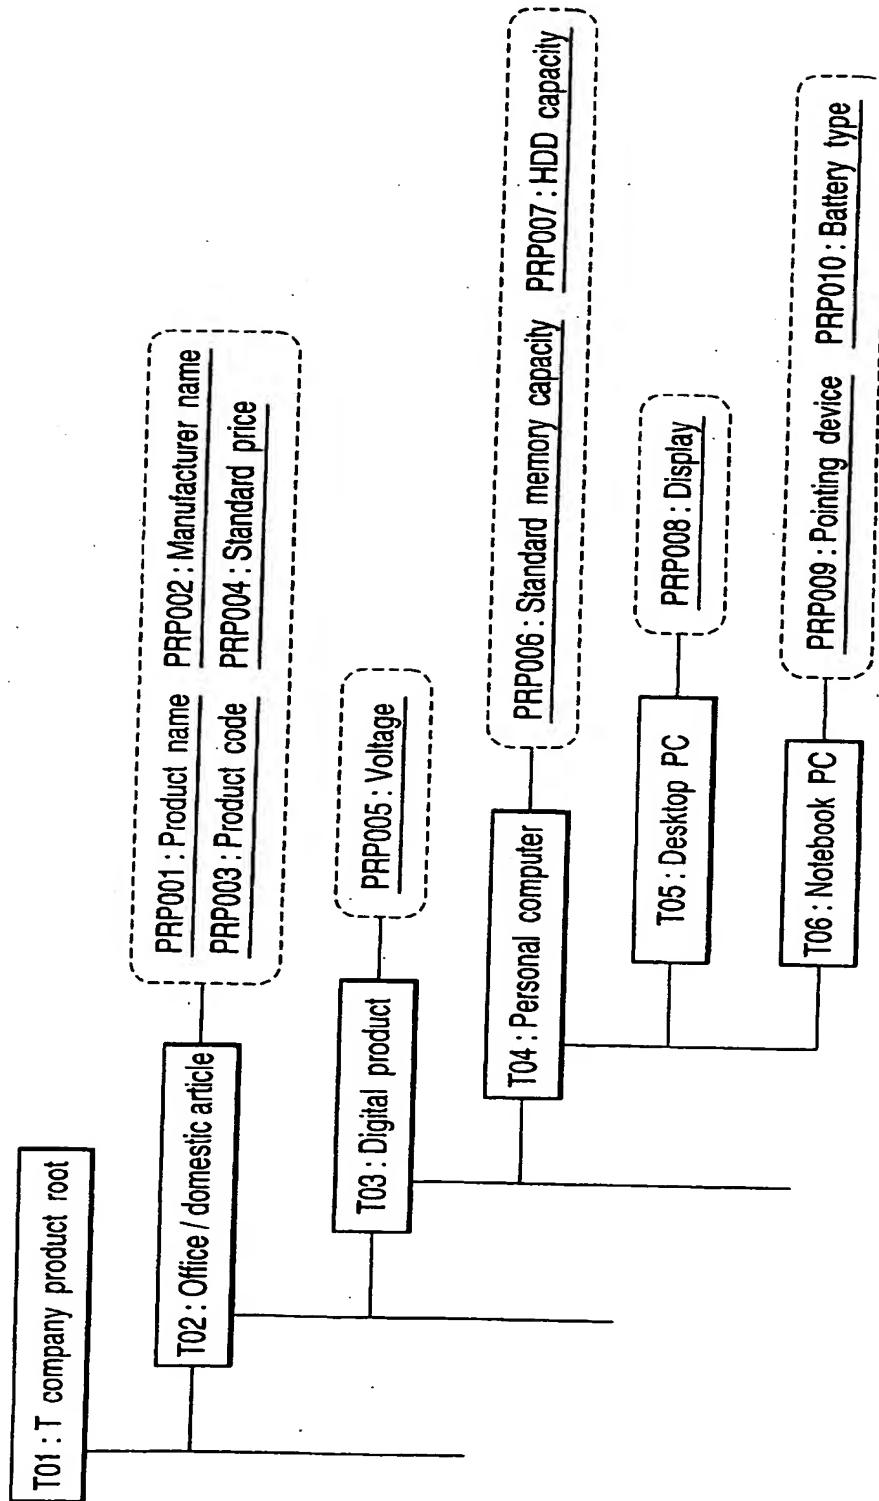 T01 : T company product root
T02 : Office / domestic article
PRP001 : Product name PRP002 : Manufacturer name
PRP003 : Product code PRP004 : Standard price
T03 : Digital product
PRP005 : Voltage
T04 : Personal computer
PRP006 : Standard memory capacity PRP007 : HDD capacity
T05 : Desktop PC
PRP008 : Display
T06 : Notebook PC
PRP009 : Pointing device PRP010 : Battery type